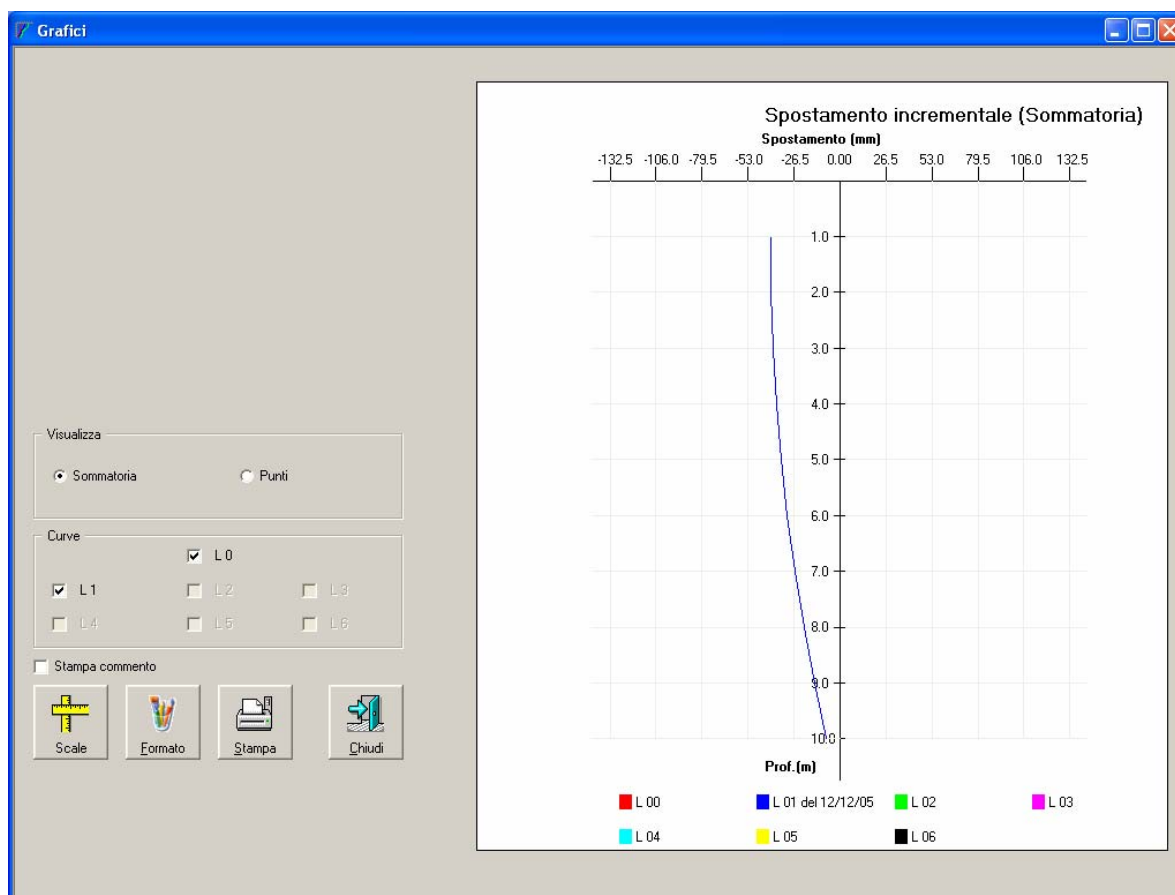 Grafici
Spostamento incrementale (Sommatoria)
Spostamento (mm)
-132.5 -106.0 -79.5 -53.0 -26.5 0.00 26.5 53.0 79.5 106.0 132.5
1.0
2.0
3.0
4.0
5.0
6.0
7.0
8.0
9.0
10.0
Prof.(m)
L 00 L 01 del 12/12/05 L 02 L 03
L 04 L 05 L 06
Visualizza
Sommatoria Punti
Curve
L 0
L 1 L 2 L 3
L 4 L 5 L 6
Stampa commento
Scale Formato Stampa Chiudi